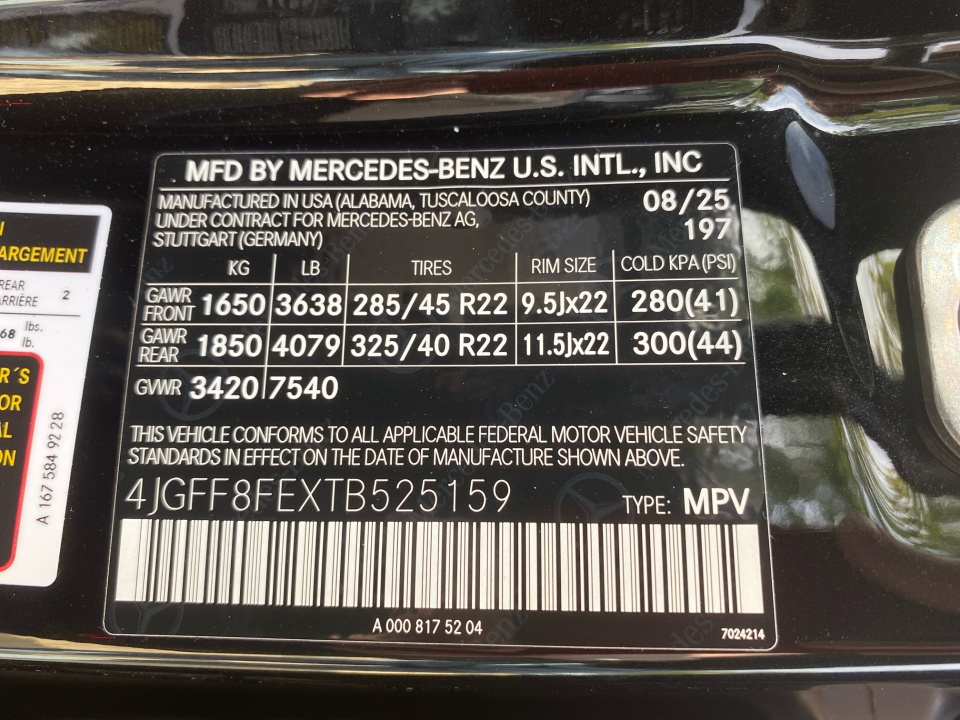 MFD BY MERCEDES-BENZ U.S. INTL., INC
MANUFACTURED IN USA (ALABAMA, TUSCALOOSA COUNTY)
UNDER CONTRACT FOR MERCEDES-BENZ AG,
STUTTGART (GERMANY)
08/25
197
KG LB TIRES RIM SIZE COLD KPA (PSI)
GAWR FRONT 1650 3638 285/45 R22 9.5Jx22 280(41)
GAWR REAR 1850 4079 325/40 R22 11.5Jx22 300(44)
GVWR 3420 7540
THIS VEHICLE CONFORMS TO ALL APPLICABLE FEDERAL MOTOR VEHICLE SAFETY
STANDARDS IN EFFECT ON THE DATE OF MANUFACTURE SHOWN ABOVE.
4JGFF8FEXTB525159 TYPE: MPV
A 000 817 52 04
7024214
N
ARGEMENT
REAR
ARRIÈRE 2
68 lbs.
lb.
R´S
OR
AL
ON
A 167 584 92 28